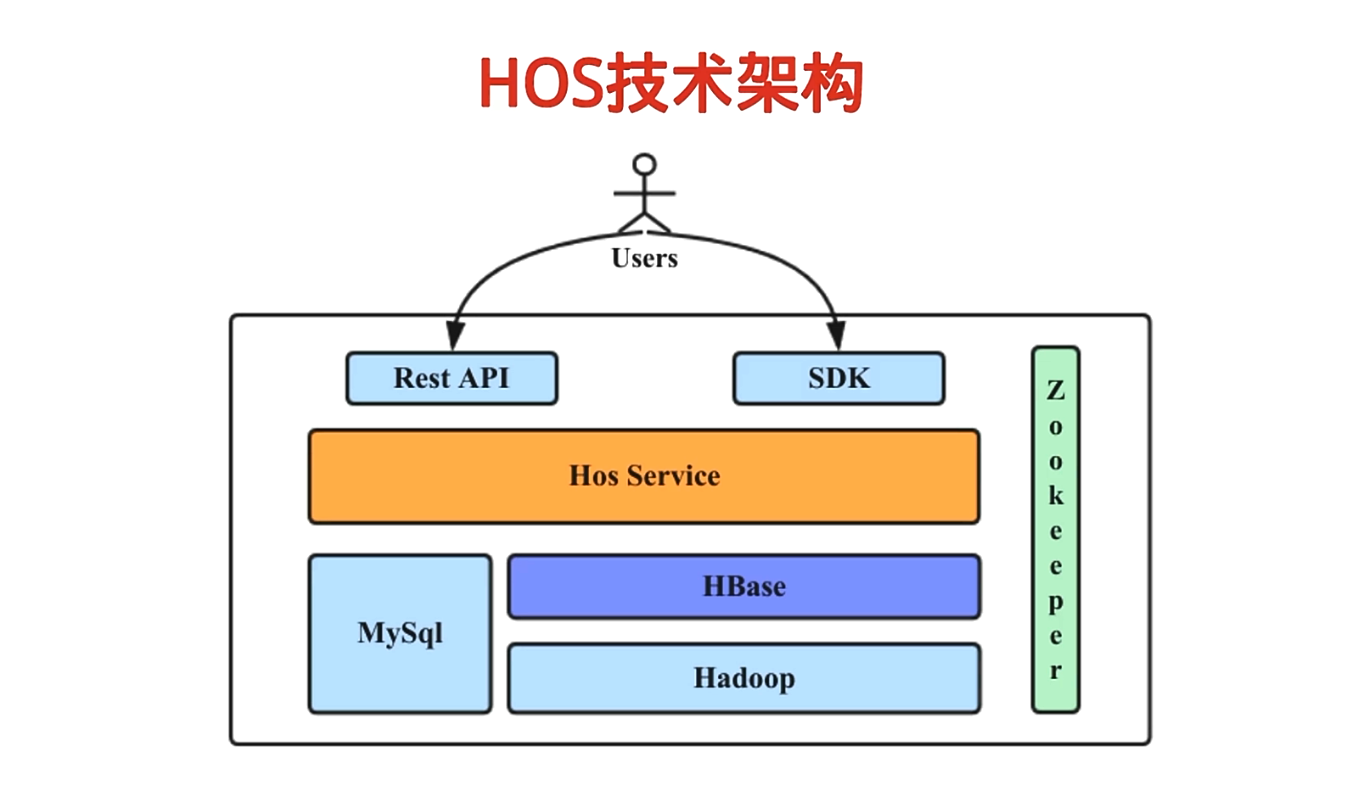 HOS技术架构
Users
Rest API
SDK
Hos Service
MySql
HBase
Hadoop
Zookeeper